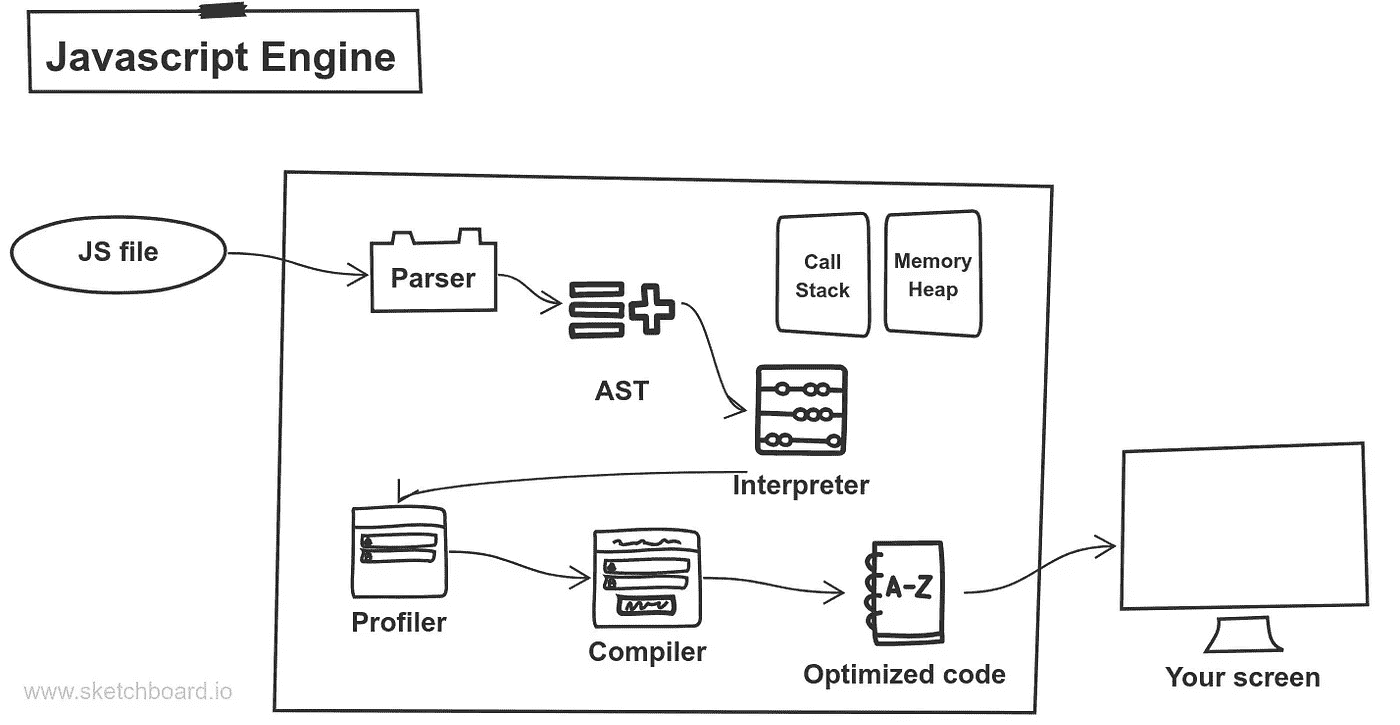 Javascript Engine
JS file
Parser
Call
Stack
Memory
Heap
AST
Interpreter
A-Z
Profiler
Compiler
Optimized code
Your screen
www.sketchboard.io